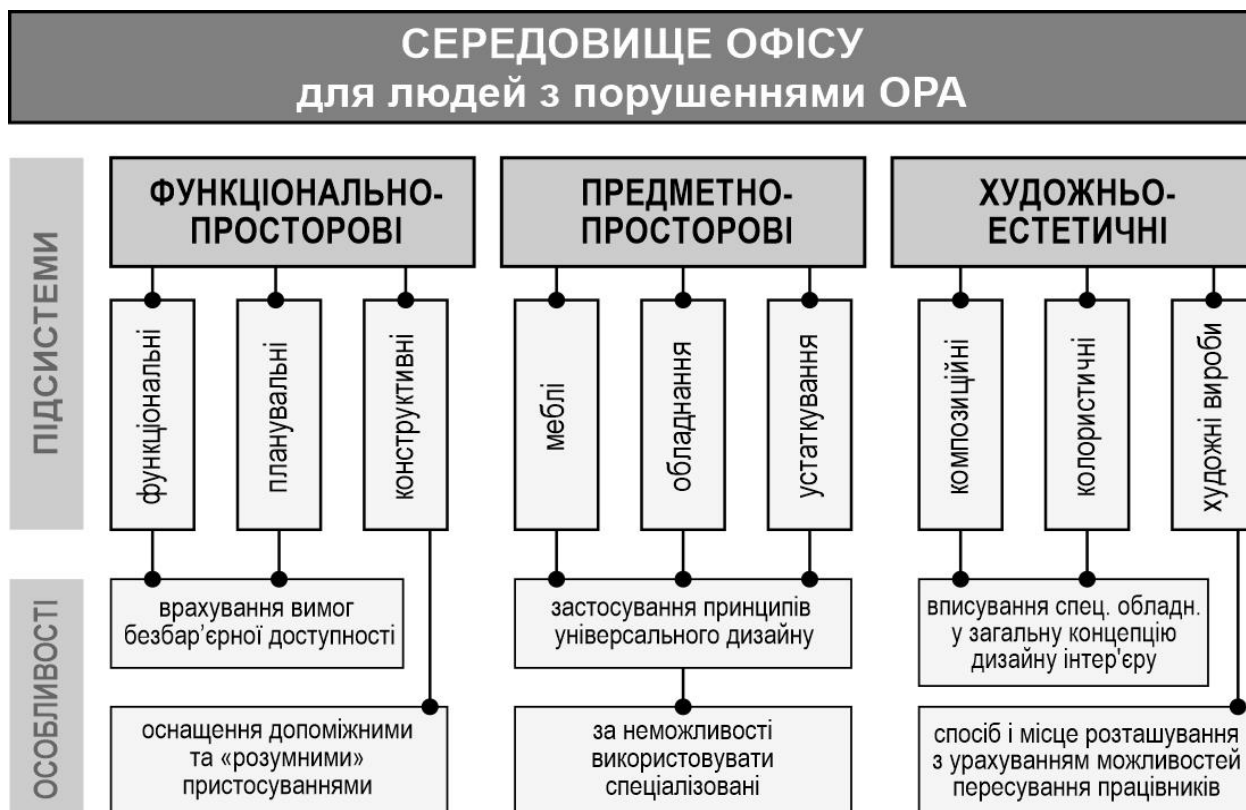 СЕРЕДОВИЩЕ ОФІСУ
для людей з порушеннями ОРА
ПІДСИСТЕМИ
ФУНКЦІОНАЛЬНО-
ПРОСТОРОВІ
ПРЕДМЕТНО-
ПРОСТОРОВІ
ХУДОЖНЬО-
ЕСТЕТИЧНІ
функціональні
планувальні
конструктивні
меблі
обладнання
устаткування
композиційні
колористичні
художні вироби
ОСОБЛИВОСТІ
врахування вимог
безбар’єрної доступності
застосування принципів
універсального дизайну
вписування спец. обладн.
у загальну концепцію
дизайну інтер'єру
оснащення допоміжними
та «розумними»
пристосуваннями
за неможливості
використовувати
спеціалізовані
спосіб і місце розташування
з урахуванням можливостей
пересування працівників